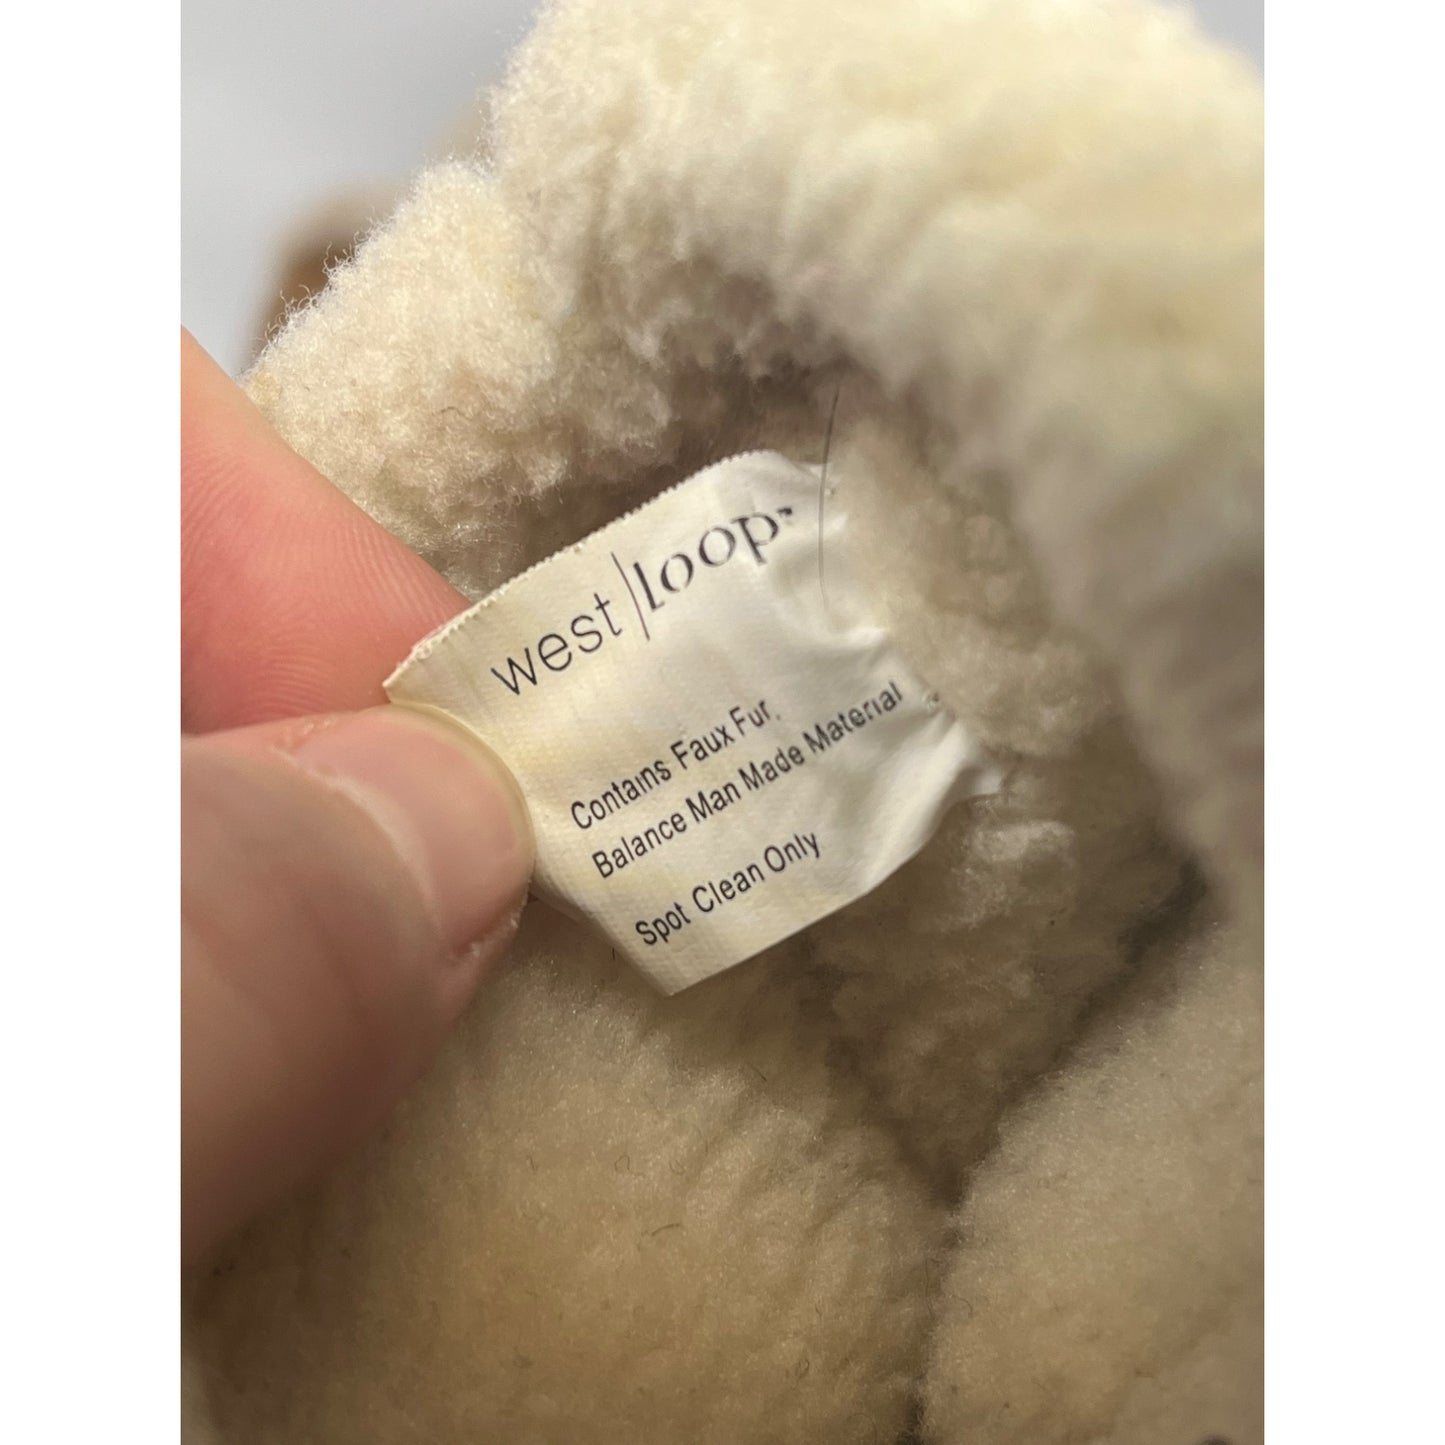 west loop
Contains Faux Fur,
Balance Man Made Material
Spot Clean Only